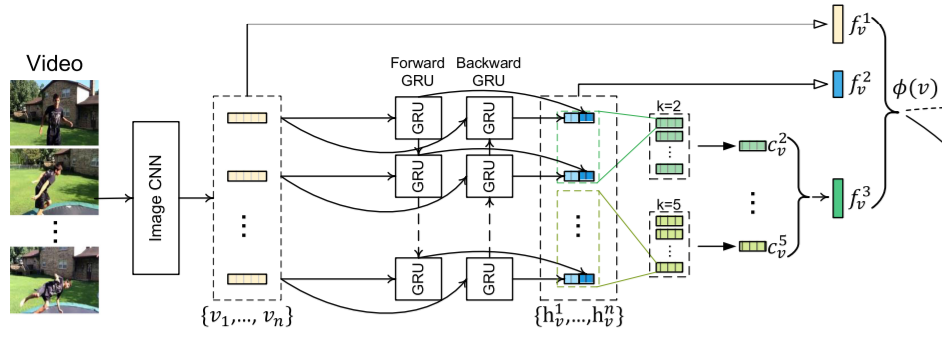 Video
Image CNN
{v₁,..., vₙ}
Forward
GRU
Backward
GRU
GRU
GRU
GRU
GRU
GRU
GRU
{h¹ᵥ,...,hⁿᵥ}
k=2
c²ᵥ
k=5
c⁵ᵥ
f¹ᵥ
f²ᵥ
f³ᵥ
ϕ(v)